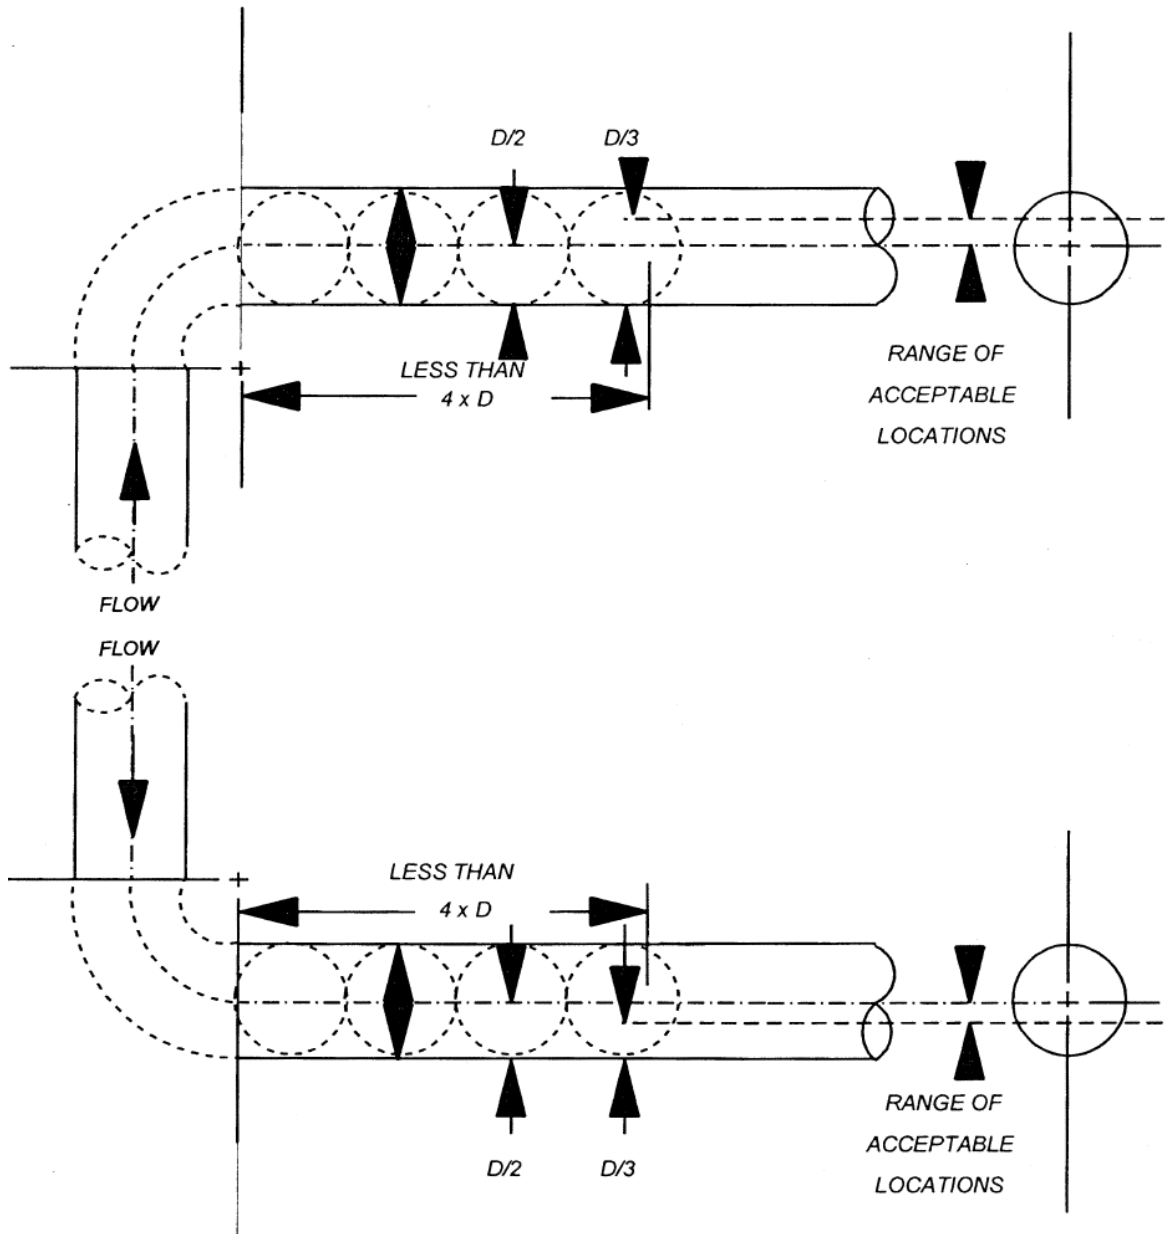 D/2
D/3
LESS THAN
4 x D
RANGE OF
ACCEPTABLE
LOCATIONS
FLOW
FLOW
LESS THAN
4 x D
D/2
D/3
RANGE OF
ACCEPTABLE
LOCATIONS